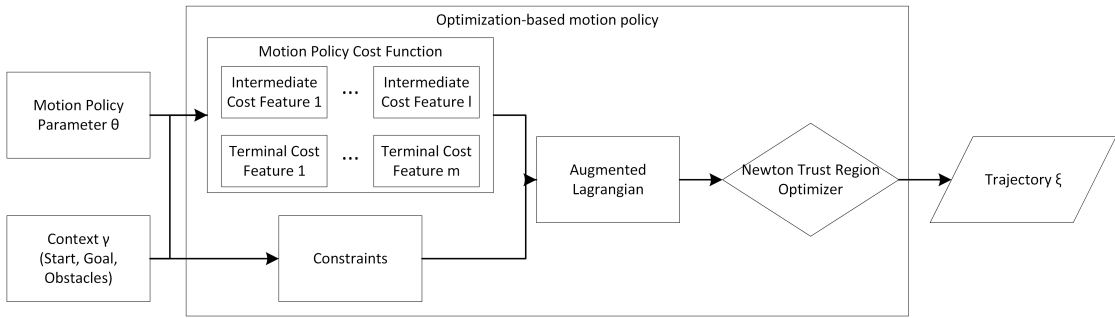 Optimization-based motion policy
Motion Policy Cost Function
Intermediate
Cost Feature 1
...
Intermediate
Cost Feature l
Terminal Cost
Feature 1
...
Terminal Cost
Feature m
Motion Policy
Parameter θ
Context γ
(Start, Goal,
Obstacles)
Constraints
Augmented
Lagrangian
Newton Trust Region
Optimizer
Trajectory ξ